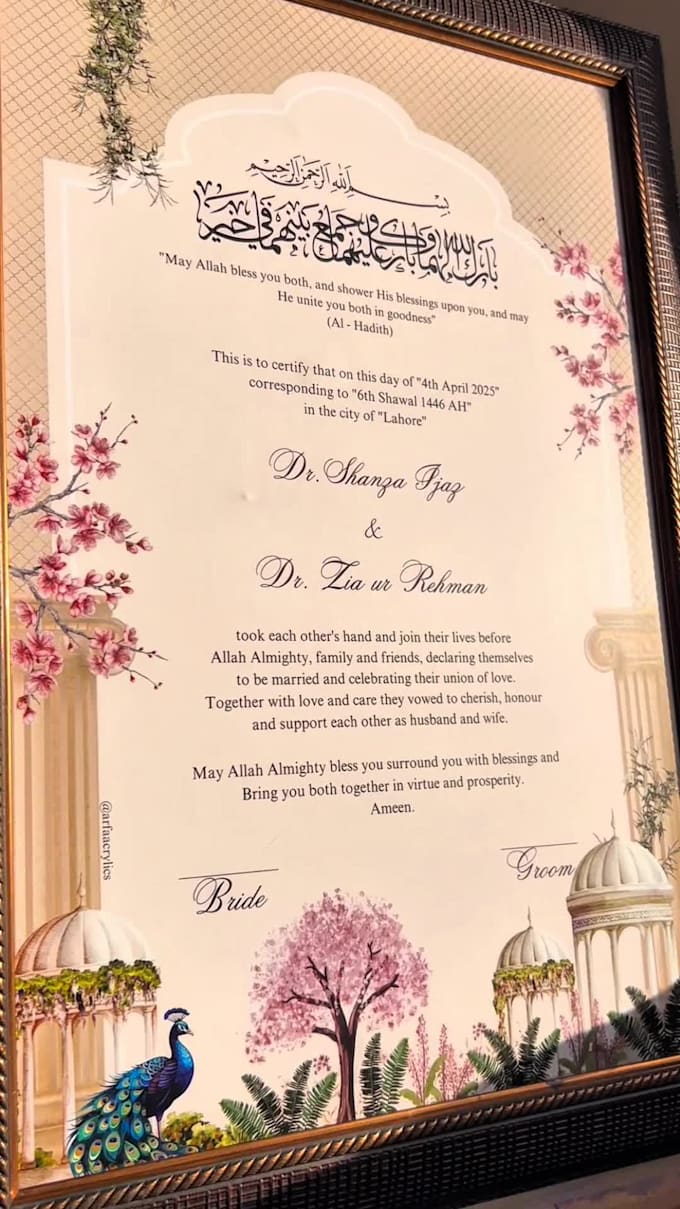 بسم الله الرحمن الرحيم
بارك الله لهما وبارك عليهما وجمع بينهما في خير
"May Allah bless you both, and shower His blessings upon you, and may
He unite you both in goodness"
(Al - Hadith)
This is to certify that on this day of "4th April 2025"
corresponding to "6th Shawal 1446 AH"
in the city of "Lahore"
Dr. Shanza Ijaz
&
Dr. Zia ur Rehman
took each other's hand and join their lives before
Allah Almighty, family and friends, declaring themselves
to be married and celebrating their union of love.
Together with love and care they vowed to cherish, honour
and support each other as husband and wife.
May Allah Almighty bless you surround you with blessings and
Bring you both together in virtue and prosperity.
Ameen.
@arfaacrylics
Bride
Groom